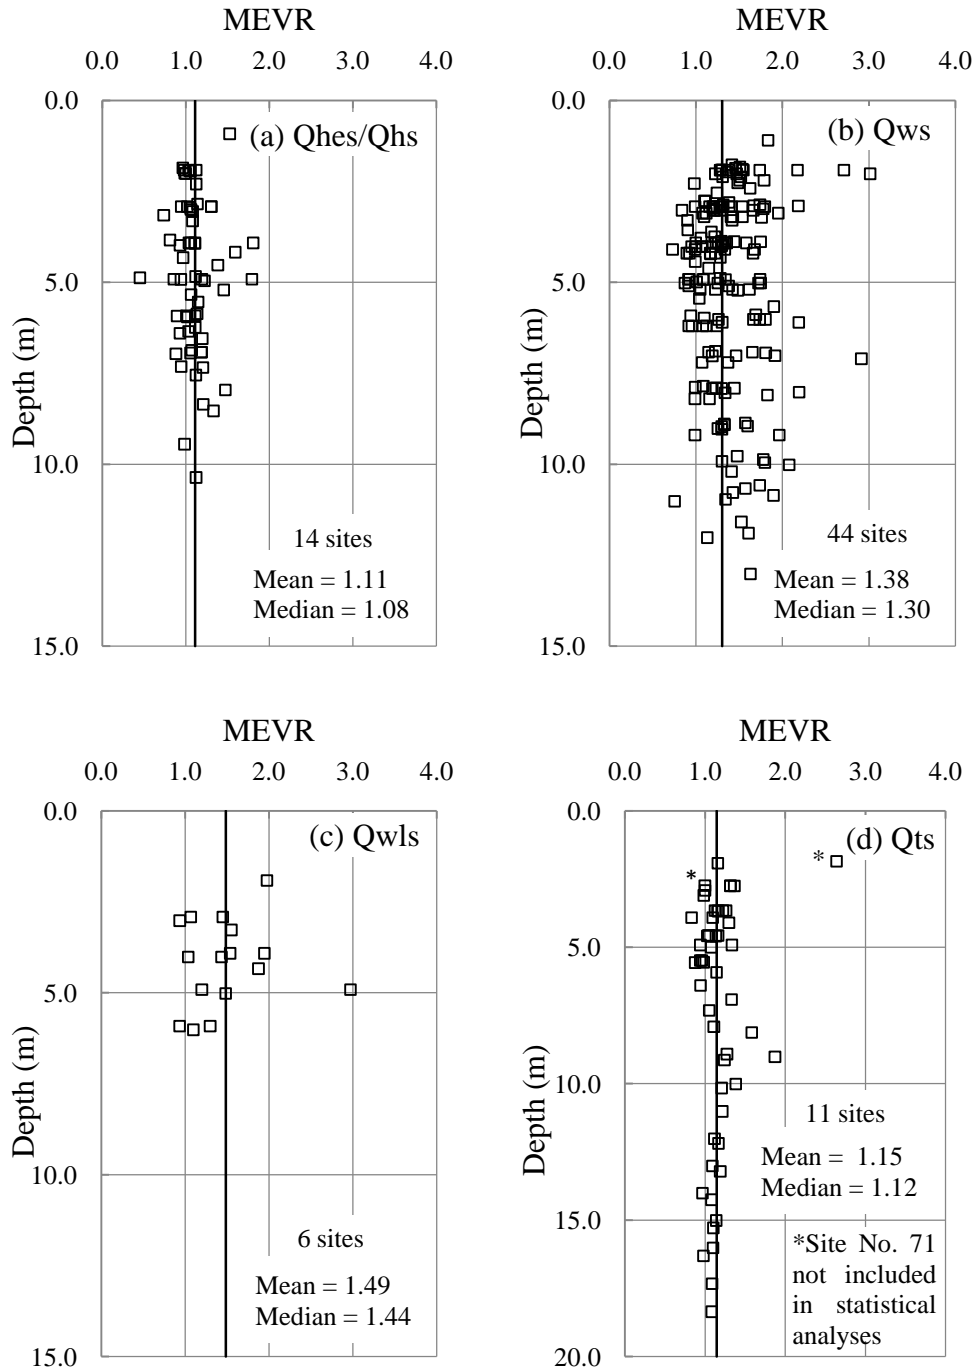 MEVR
0.0 1.0 2.0 3.0 4.0
0.0
5.0
10.0
15.0
Depth (m)
(a) Qhes/Qhs
14 sites
Mean = 1.11
Median = 1.08
MEVR
0.0 1.0 2.0 3.0 4.0
0.0
5.0
10.0
15.0
Depth (m)
(b) Qws
44 sites
Mean = 1.38
Median = 1.30
MEVR
0.0 1.0 2.0 3.0 4.0
0.0
5.0
10.0
15.0
Depth (m)
(c) Qwls
6 sites
Mean = 1.49
Median = 1.44
MEVR
0.0 1.0 2.0 3.0 4.0
0.0
5.0
10.0
15.0
20.0
Depth (m)
(d) Qts
*
*
11 sites
Mean = 1.15
Median = 1.12
*Site No. 71
not included
in statistical
analyses